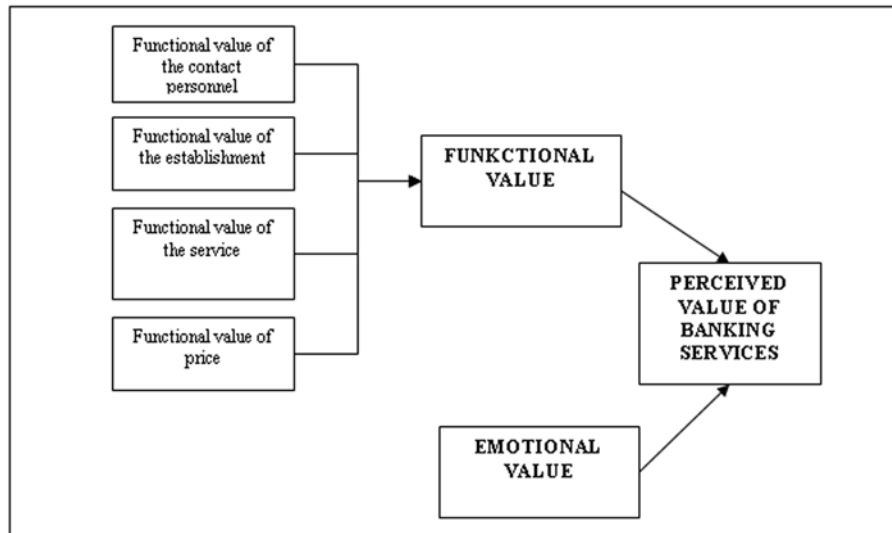 Functional value of
the contact
personnel
Functional value of
the establishment
Functional value of
the service
Functional value of
price
FUNKCTIONAL
VALUE
PERCEIVED
VALUE OF
BANKING
SERVICES
EMOTIONAL
VALUE